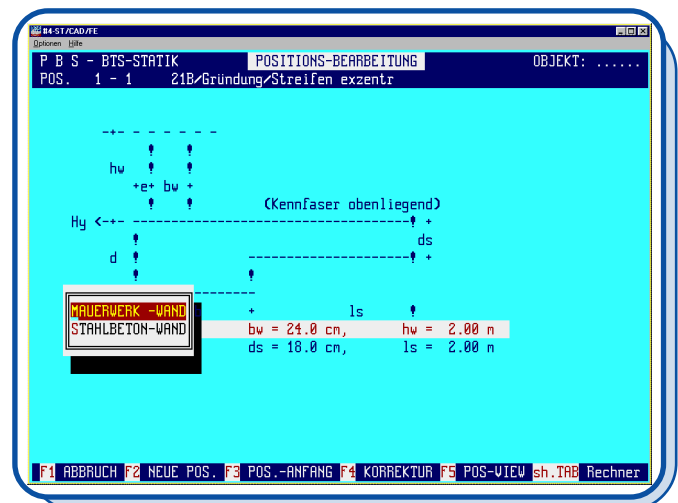 #4-ST/CAD/FE
Optionen Hilfe
P B S - BTS-STATIK POSITIONS-BEARBEITUNG OBJEKT: ......
POS. 1 - 1 21B/Gründung/Streifen exzentr
-+- - - - - - -
hw
+e+ bw +
(Kennfaser obenliegend)
Hy <-+- -----------------------------------! +
ds
d ! --------------------! +
MAUERWERK -WAND
+ ls !
STAHLBETON-WAND
bw = 24.0 cm, hw = 2.00 m
ds = 18.0 cm, ls = 2.00 m
F1 ABBRUCH F2 NEUE POS. F3 POS.-ANFANG F4 KORREKTUR F5 POS-VIEW sh.TAB Rechner